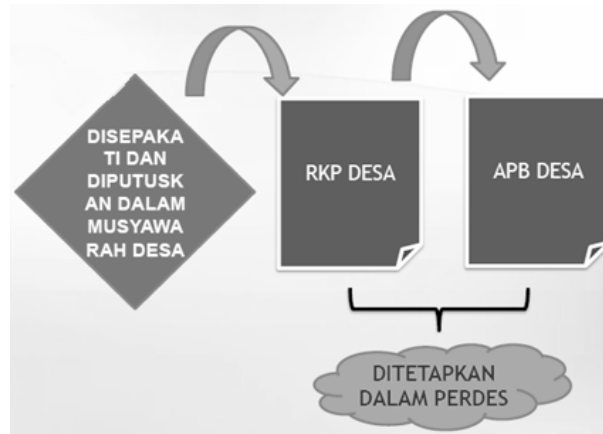 DISEPAKA
TI DAN
DIPUTUSK
AN DALAM
MUSYAWA
RAH DESA
RKP DESA
APB DESA
DITETAPKAN
DALAM PERDES